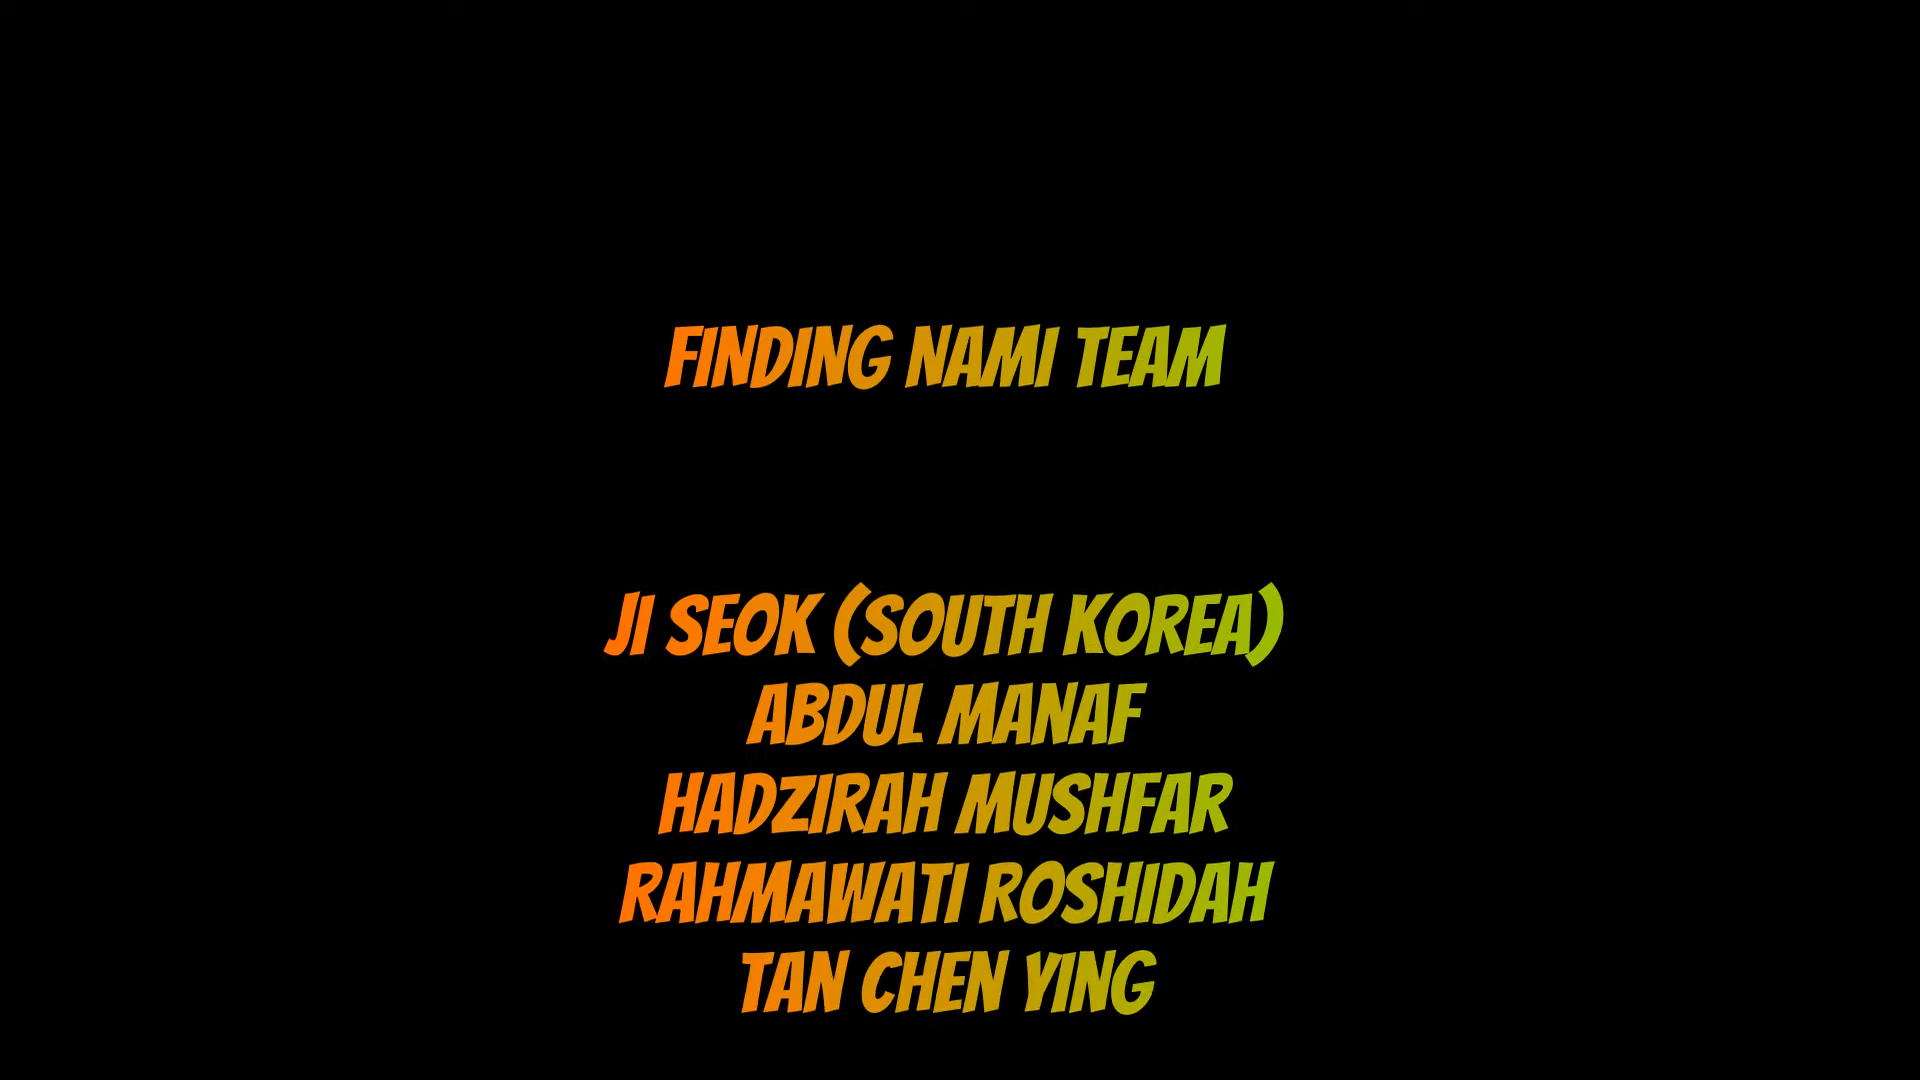 FINDING NAMI TEAM
JI SEOK (SOUTH KOREA)
ABDUL MANAF
HADZIRAH MUSHFAR
RAHMAWATI ROSHIDAH
TAN CHEN YING